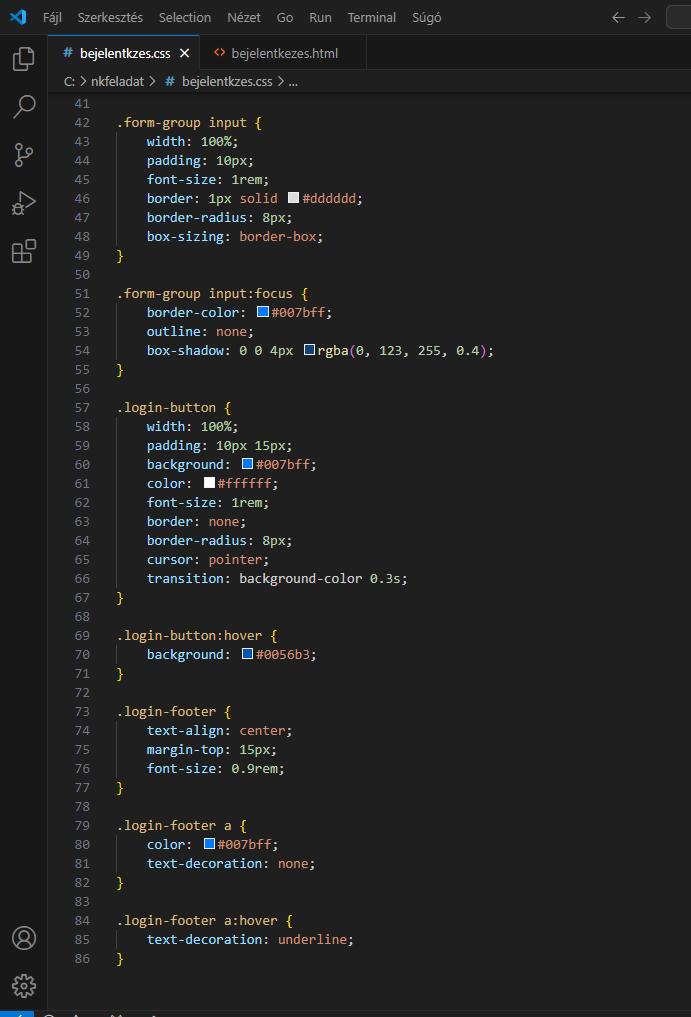 Fájl Szerkesztés Selection Nézet Go Run Terminal Súgó
# bejelentkzes.css × <> bejelentkezes.html
C: > nkfeladat > # bejelentkzes.css > ...
41
42 .form-group input {
43 width: 100%;
44 padding: 10px;
45 font-size: 1rem;
46 border: 1px solid #dddddd;
47 border-radius: 8px;
48 box-sizing: border-box;
49 }
50
51 .form-group input:focus {
52 border-color: #007bff;
53 outline: none;
54 box-shadow: 0 0 4px rgba(0, 123, 255, 0.4);
55 }
56
57 .login-button {
58 width: 100%;
59 padding: 10px 15px;
60 background: #007bff;
61 color: #ffffff;
62 font-size: 1rem;
63 border: none;
64 border-radius: 8px;
65 cursor: pointer;
66 transition: background-color 0.3s;
67 }
68
69 .login-button:hover {
70 background: #0056b3;
71 }
72
73 .login-footer {
74 text-align: center;
75 margin-top: 15px;
76 font-size: 0.9rem;
77 }
78
79 .login-footer a {
80 color: #007bff;
81 text-decoration: none;
82 }
83
84 .login-footer a:hover {
85 text-decoration: underline;
86 }